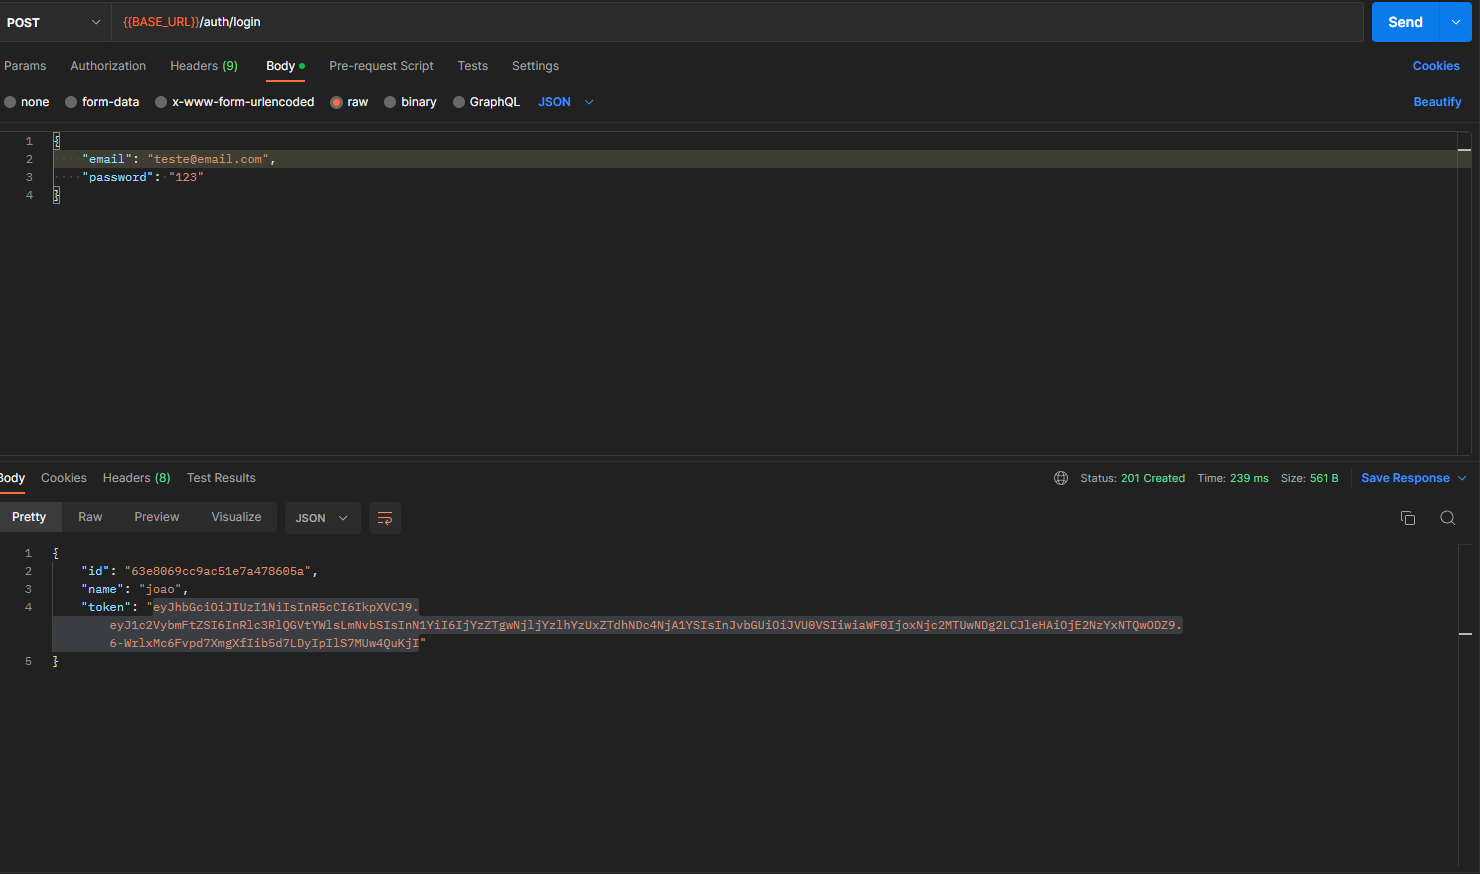 POST {{BASE_URL}}/auth/login Send
Params Authorization Headers (9) Body Pre-request Script Tests Settings Cookies
none form-data x-www-form-urlencoded raw binary GraphQL JSON Beautify
1 {
2 "email": "teste@email.com",
3 "password": "123"
4 }
Body Cookies Headers (8) Test Results Status: 201 Created Time: 239 ms Size: 561 B Save Response
Pretty Raw Preview Visualize JSON
1 {
2 "id": "63e8069cc9ac51e7a478605a",
3 "name": "joao",
4 "token": "eyJhbGciOiJIUzI1NiIsInR5cCI6IkpXVCJ9.
eyJ1c2VybmFtZSI6InRlc3RlQGVtYWlsLmNvbSIsInN1YiI6IjYzZTgwNjljYzlhYzUxZTdhNDc4NjA1YSIsInJvbGUiOiJVU0VSIiwiaWF0IjoxNjc2MTUwNDg2LCJleHAiOjE2NzYxNTQwODZ9.
6-WrlxMc6Fvpd7XmgXfIib5d7LDyIpIlS7MUw4QuKjI"
5 }